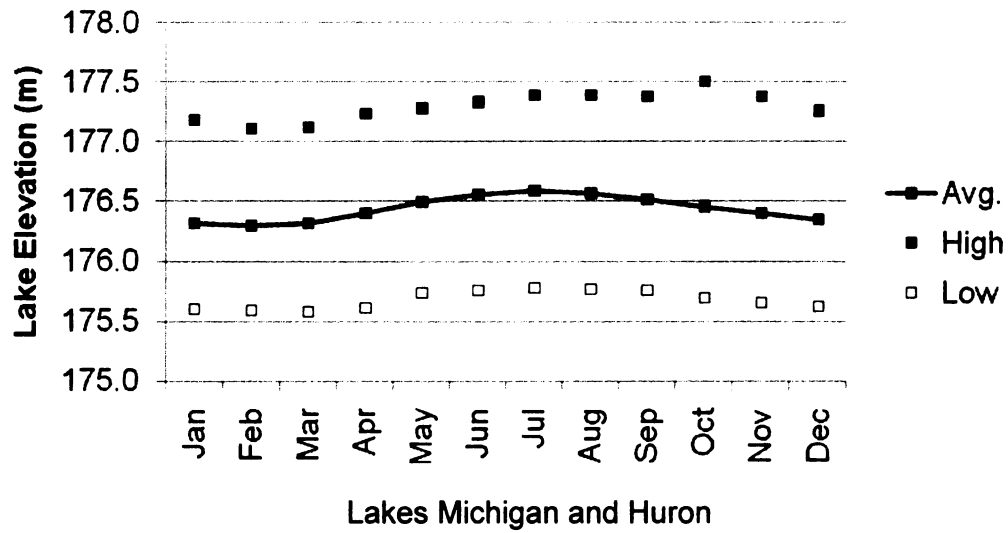 178.0
177.5
177.0
176.5
176.0
175.5
175.0
Lake Elevation (m)
Jan
Feb
Mar
Apr
May
Jun
Jul
Aug
Sep
Oct
Nov
Dec
Lakes Michigan and Huron
Avg.
High
Low